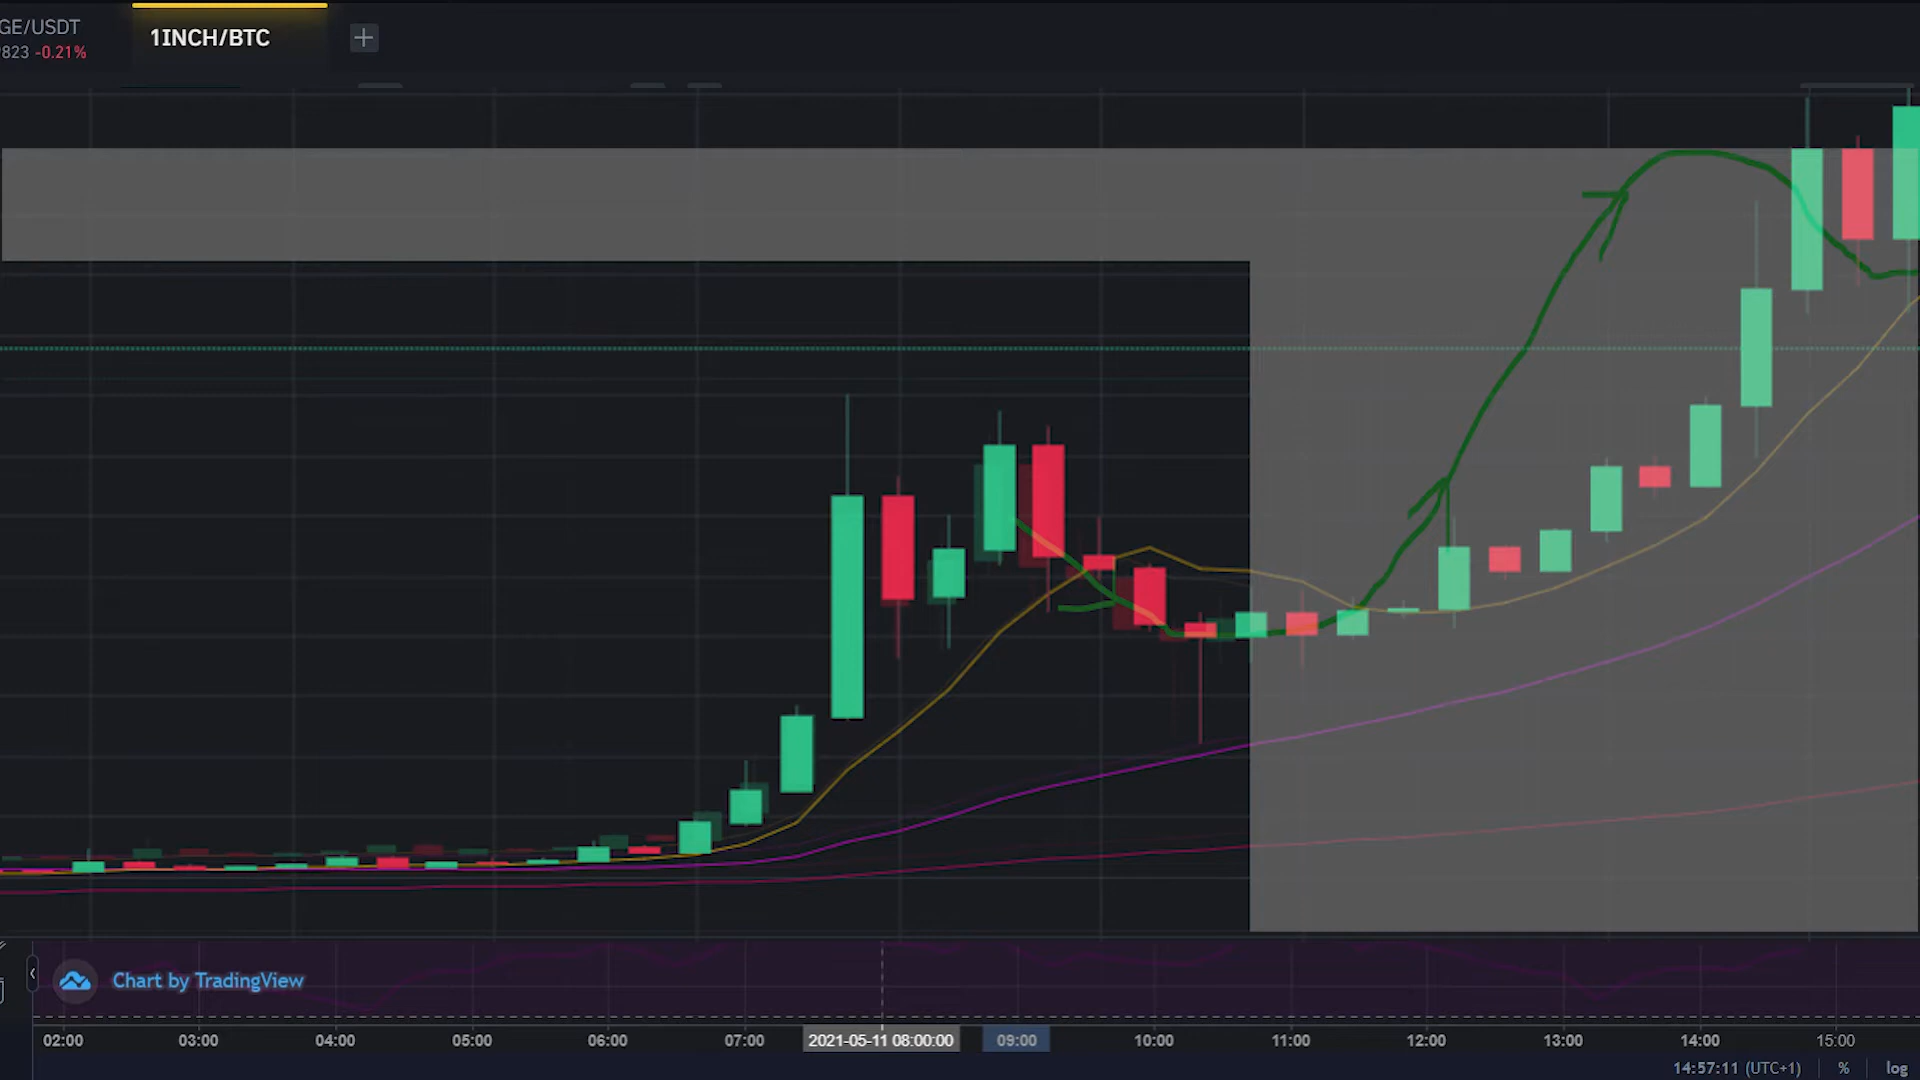 GE/USDT
823 -0.21%
1INCH/BTC
Chart by TradingView
02:00 03:00 04:00 05:00 06:00 07:00 2021-05-11 08:00:00 09:00 10:00 11:00 12:00 13:00 14:00 15:00
14:57:11 (UTC+1) % log